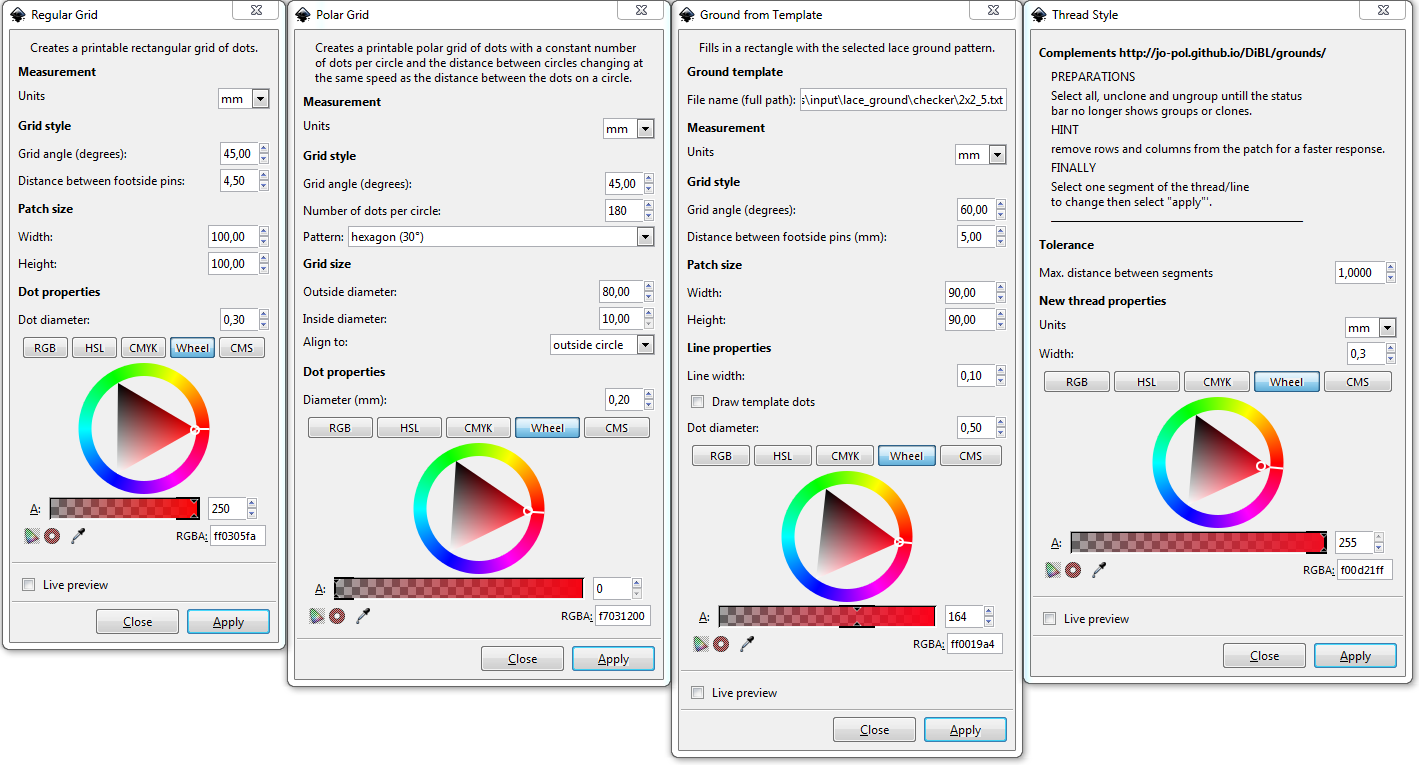 Regular Grid
Creates a printable rectangular grid of dots.
Measurement
Units
mm
Grid style
Grid angle (degrees):
45,00
Distance between footside pins:
4,50
Patch size
Width:
100,00
Height:
100,00
Dot properties
Dot diameter:
0,30
RGB HSL CMYK Wheel CMS
A: 250
RGBA: ff0305fa
Live preview
Close Apply
Polar Grid
Creates a printable polar grid of dots with a constant number
of dots per circle and the distance between circles changing at
the same speed as the distance between the dots on a circle.
Measurement
Units
mm
Grid style
Grid angle (degrees):
45,00
Number of dots per circle:
180
Pattern: hexagon (30°)
Grid size
Outside diameter:
80,00
Inside diameter:
10,00
Align to:
outside circle
Dot properties
Diameter (mm):
0,20
RGB HSL CMYK Wheel CMS
A: 0
RGBA: f7031200
Close Apply
Ground from Template
Fills in a rectangle with the selected lace ground pattern.
Ground template
File name (full path): s\input\lace_ground\checker\2x2_5.txt
Measurement
Units
mm
Grid style
Grid angle (degrees):
60,00
Distance between footside pins (mm):
5,00
Patch size
Width:
90,00
Height:
90,00
Line properties
Line width:
0,10
Draw template dots
Dot diameter:
0,50
RGB HSL CMYK Wheel CMS
A: 164
RGBA: ff0019a4
Live preview
Close Apply
Thread Style
Complements http://jo-pol.github.io/DiBL/grounds/
PREPARATIONS
Select all, unclone and ungroup untill the status
bar no longer shows groups or clones.
HINT
remove rows and columns from the patch for a faster response.
FINALLY
Select one segment of the thread/line
to change then select "apply"'.
Tolerance
Max. distance between segments
1,0000
New thread properties
Units
mm
Width:
0,3
RGB HSL CMYK Wheel CMS
A: 255
RGBA: f00d21ff
Live preview
Close Apply